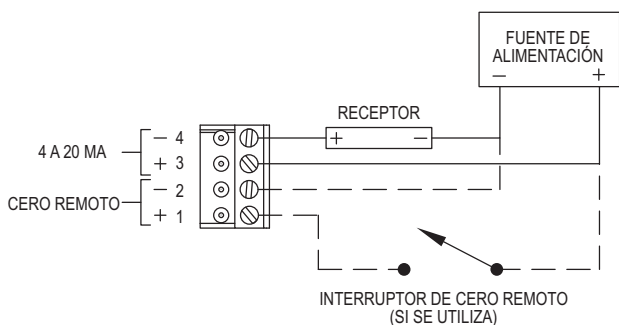 FUENTE DE
ALIMENTACIÓN
− +
RECEPTOR
+ −
4 A 20 MA
− 4
+ 3
CERO REMOTO
− 2
+ 1
INTERRUPTOR DE CERO REMOTO
(SI SE UTILIZA)